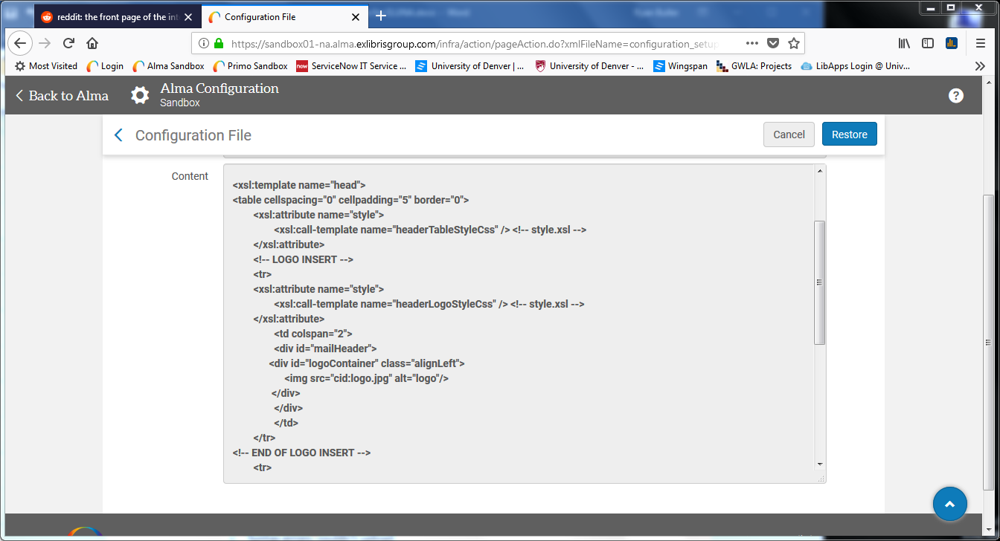 reddit: the front page of the int
Configuration File
https://sandbox01-na.alma.exlibrisgroup.com/infra/action/pageAction.do?xmlFileName=configuration_setup
Most Visited
Login
Alma Sandbox
Primo Sandbox
now
ServiceNow IT Service ...
University of Denver | ...
University of Denver - ...
Wingspan
GWLA: Projects
LibApps Login @ Univ...
Back to Alma
Alma Configuration
Sandbox
?
Configuration File
Cancel
Restore
Content
<xsl:template name="head">
<table cellspacing="0" cellpadding="5" border="0">
<xsl:attribute name="style">
<xsl:call-template name="headerTableStyleCss" /> <!-- style.xsl -->
</xsl:attribute>
<!-- LOGO INSERT -->
<tr>
<xsl:attribute name="style">
<xsl:call-template name="headerLogoStyleCss" /> <!-- style.xsl -->
</xsl:attribute>
<td colspan="2">
<div id="mailHeader">
<div id="logoContainer" class="alignLeft">
<img src="cid:logo.jpg" alt="logo"/>
</div>
</div>
</td>
</tr>
<!-- END OF LOGO INSERT -->
<tr>